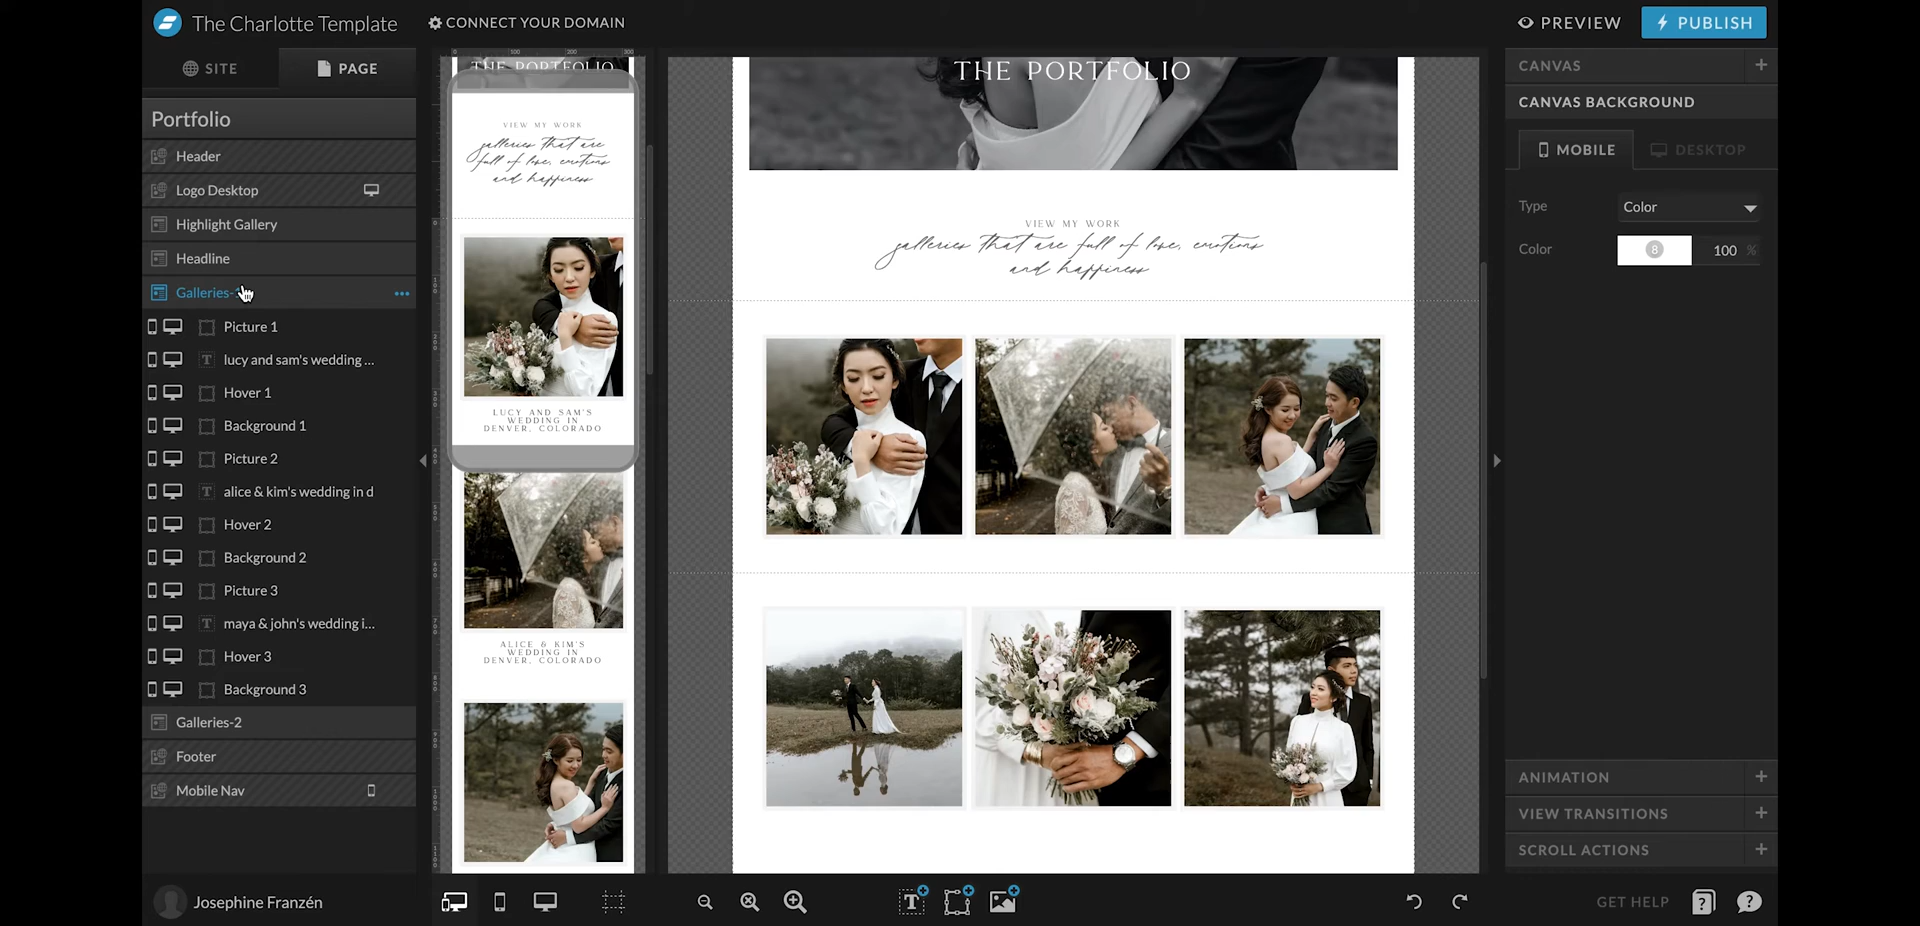 The Charlotte Template
CONNECT YOUR DOMAIN
PREVIEW
PUBLISH
SITE
PAGE
Portfolio
Header
Logo Desktop
Highlight Gallery
Headline
Galleries-
Picture 1
lucy and sam's wedding ...
Hover 1
Background 1
Picture 2
alice & kim's wedding in d
Hover 2
Background 2
Picture 3
maya & john's wedding i...
Hover 3
Background 3
Galleries-2
Footer
Mobile Nav
Josephine Franzén
THE PORTFOLIO
VIEW MY WORK
galleries that are
full of love, emotions
and happiness
LUCY AND SAM'S
WEDDING IN
DENVER, COLORADO
ALICE & KIM'S
WEDDING IN
DENVER, COLORADO
THE PORTFOLIO
VIEW MY WORK
galleries that are full of love, emotions
and happiness
CANVAS
CANVAS BACKGROUND
MOBILE
DESKTOP
Type
Color
Color
8
100 %
ANIMATION
VIEW TRANSITIONS
SCROLL ACTIONS
GET HELP